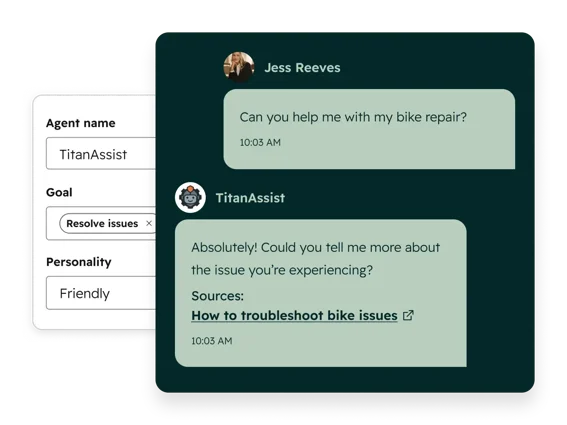 Agent name
TitanAssist
Goal
Resolve issues ×
Personality
Friendly
Jess Reeves
Can you help me with my bike repair?
10:03 AM
TitanAssist
Absolutely! Could you tell me more about
the issue you’re experiencing?
Sources:
How to troubleshoot bike issues
10:03 AM